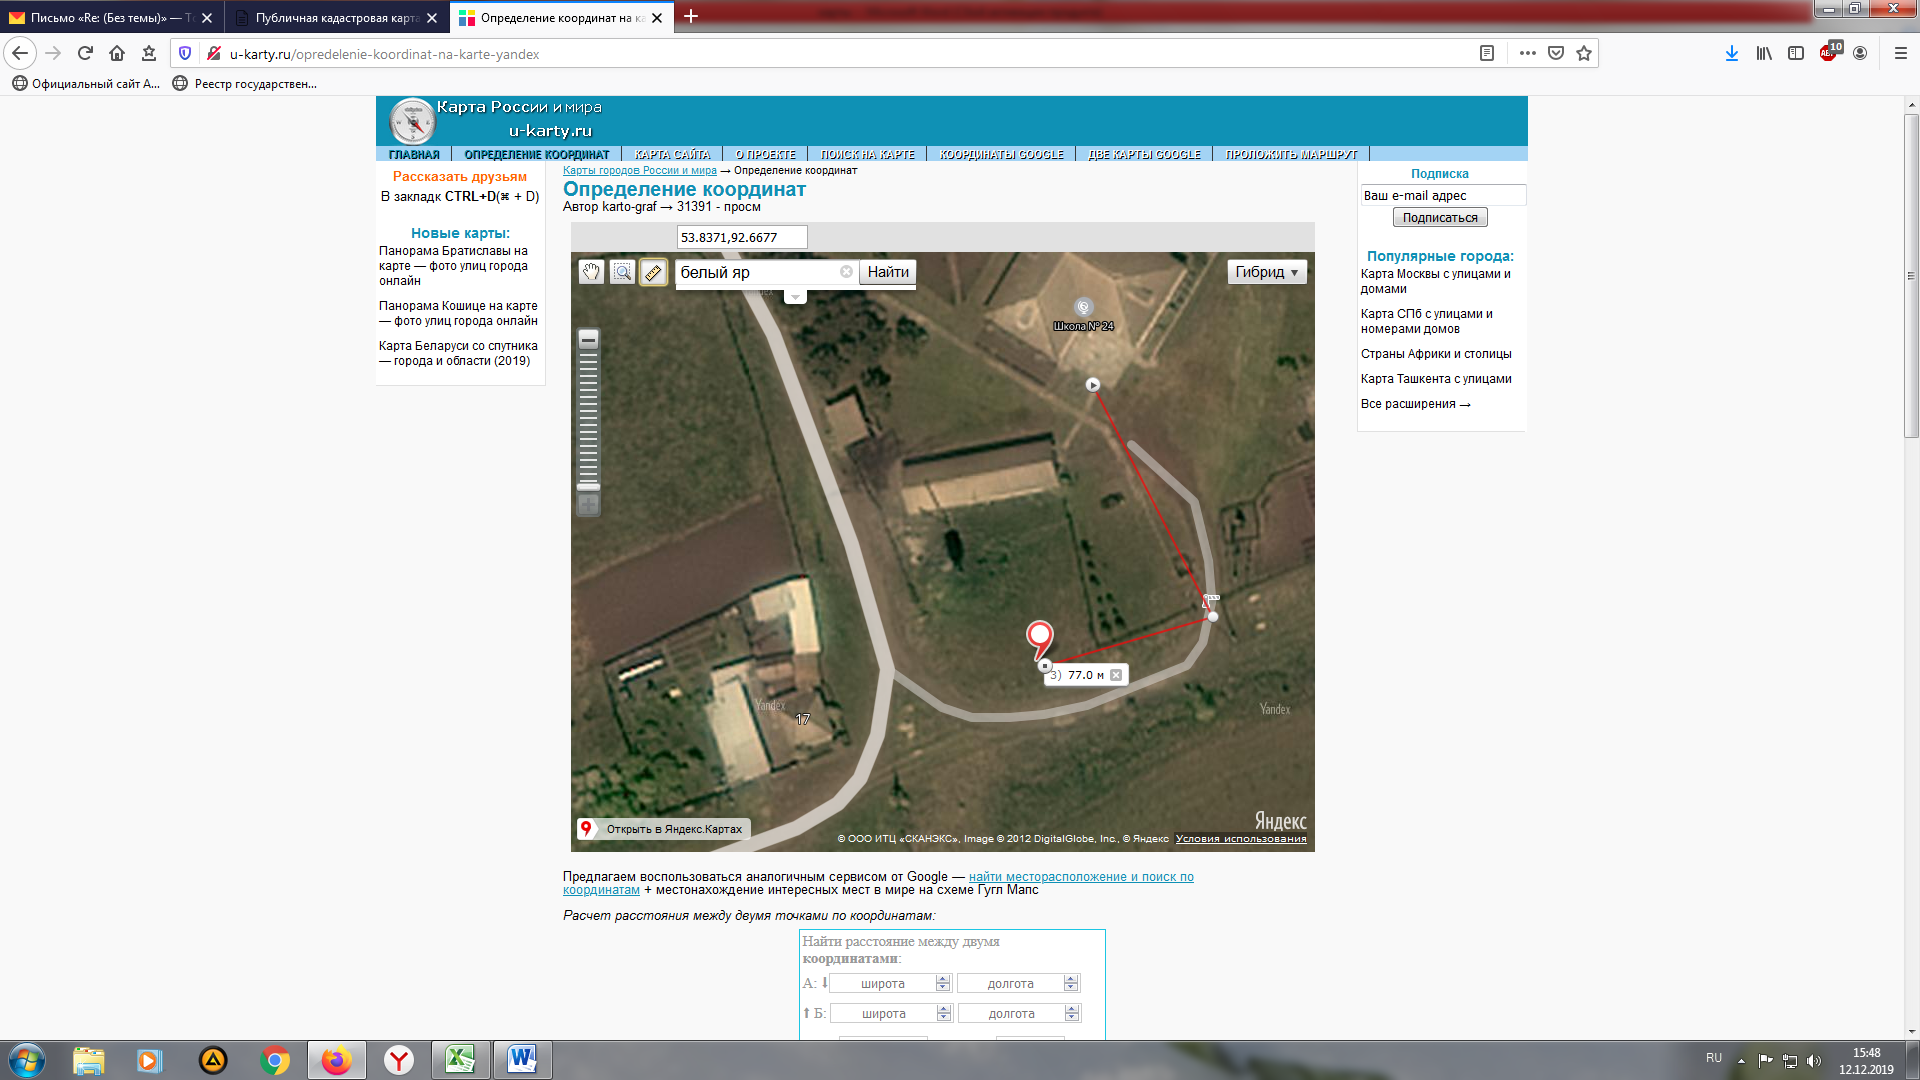 Письмо «Re: (Без темы)» — Т
Публичная кадастровая карта
Определение координат на ка
u-karty.ru/opredelenie-koordinat-na-karte-yandex
10
Официальный сайт А...
Реестр государствен...
Карта России и мира
u-karty.ru
ГЛАВНАЯ
ОПРЕДЕЛЕНИЕ КООРДИНАТ
КАРТА САЙТА
О ПРОЕКТЕ
ПОИСК НА КАРТЕ
КООРДИНАТЫ GOOGLE
ДВЕ КАРТЫ GOOGLE
ПРОЛОЖИТЬ МАРШРУТ
Рассказать друзьям
В закладк CTRL+D(⌘ + D)
Новые карты:
Панорама Братиславы на
карте — фото улиц города
онлайн
Панорама Кошице на карте
— фото улиц города онлайн
Карта Беларуси со спутника
— города и области (2019)
Карты городов России и мира → Определение координат
Определение координат
Автор karto-graf → 31391 - просм
53.8371,92.6677
белый яр
Найти
Гибрид
Школа № 24
3) 77.0 м
17
Yandex
Yandex
Открыть в Яндекс.Картах
Яндекс
© ООО ИТЦ «СКАНЭКС», Image © 2012 DigitalGlobe, Inc., © Яндекс Условия использования
Предлагаем воспользоваться аналогичным сервисом от Google — найти месторасположение и поиск по
координатам + местонахождение интересных мест в мире на схеме Гугл Мапс
Расчет расстояния между двумя точками по координатам:
Найти расстояние между двумя
координатами:
А: ⬇ широта долгота
⬆ Б: широта долгота
Подписка
Ваш e-mail адрес
Подписаться
Популярные города:
Карта Москвы с улицами и
домами
Карта СПб с улицами и
номерами домов
Страны Африки и столицы
Карта Ташкента с улицами
Все расширения →
RU
15:48
12.12.2019